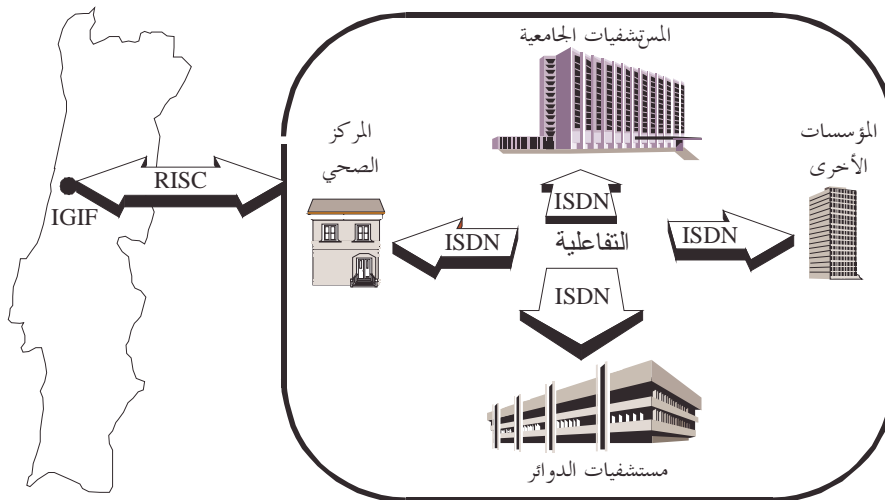 المستشفيات الجامعية
المركز
الصحي
المؤسسات
الأخرى
RISC
IGIF
ISDN
ISDN
التفاعلية
ISDN
ISDN
مستشفيات الدوائر